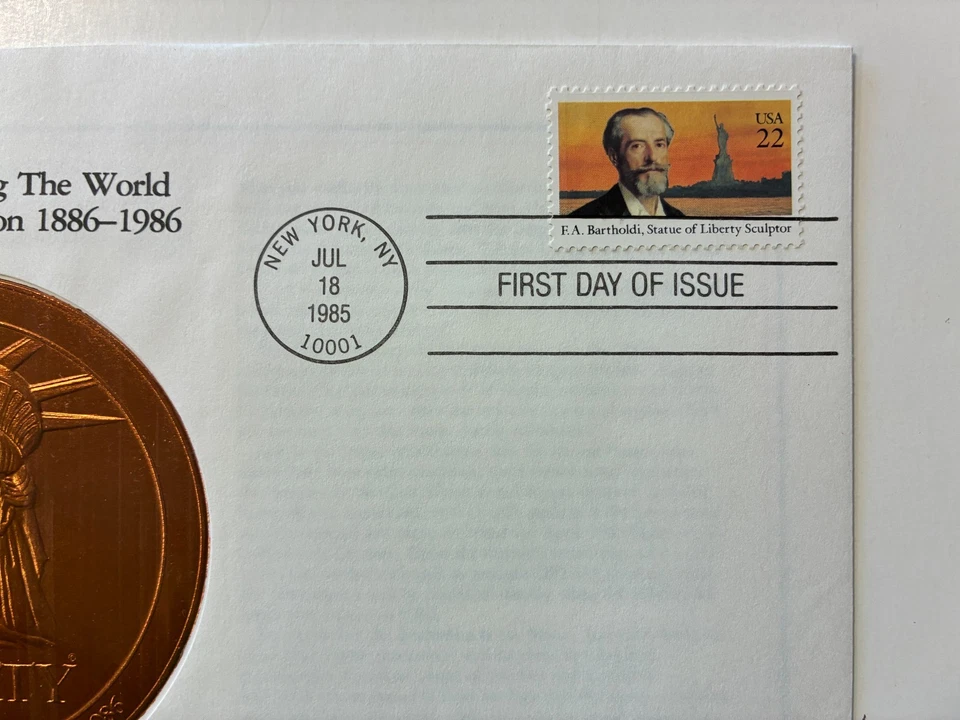 g The World
on 1886–1986
USA
22
F.A. Bartholdi, Statue of Liberty Sculptor
NEW YORK, NY
JUL
18
1985
10001
FIRST DAY OF ISSUE